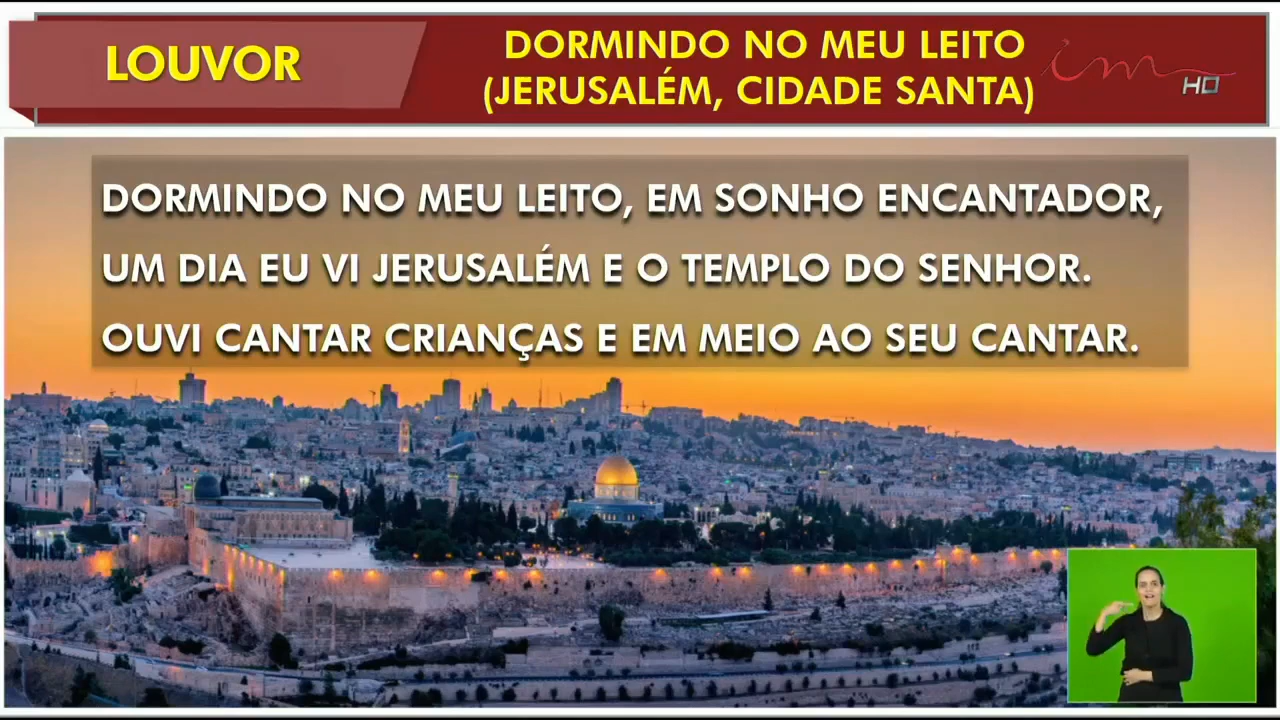 LOUVOR
DORMINDO NO MEU LEITO
(JERUSALÉM, CIDADE SANTA)
im
HD
DORMINDO NO MEU LEITO, EM SONHO ENCANTADOR,
UM DIA EU VI JERUSALÉM E O TEMPLO DO SENHOR.
OUVI CANTAR CRIANÇAS E EM MEIO AO SEU CANTAR.